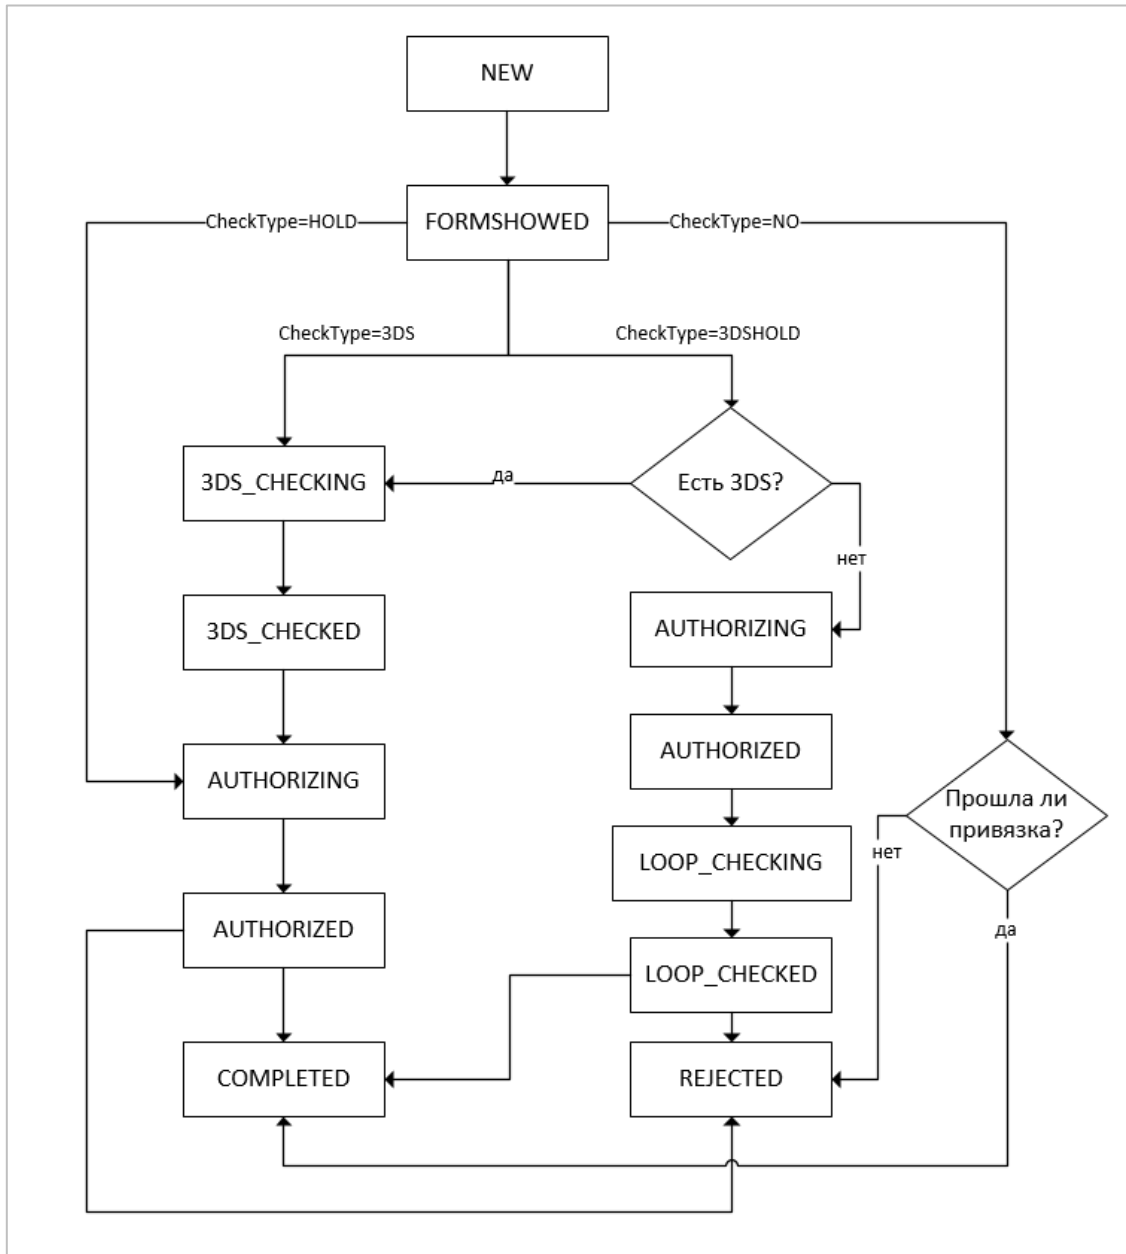 NEW
CheckType=HOLD
FORMSHOWED
CheckType=NO
CheckType=3DS
CheckType=3DSHOLD
3DS_CHECKING
да
Есть 3DS?
нет
3DS_CHECKED
AUTHORIZING
AUTHORIZING
AUTHORIZED
Прошла ли
привязка?
LOOP_CHECKING
нет
AUTHORIZED
да
LOOP_CHECKED
COMPLETED
REJECTED